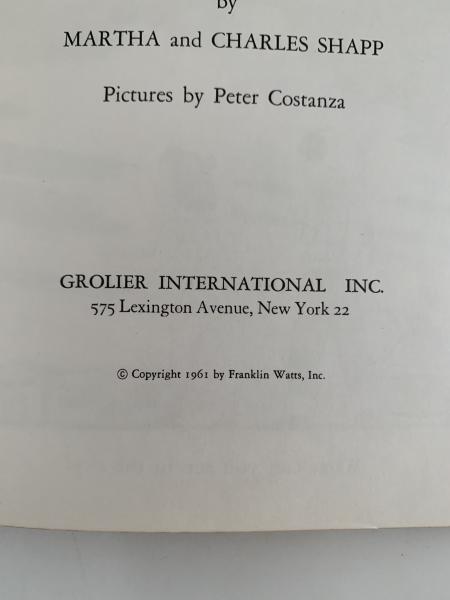 by
MARTHA and CHARLES SHAPP
Pictures by Peter Costanza
GROLIER INTERNATIONAL INC.
575 Lexington Avenue, New York 22
© Copyright 1961 by Franklin Watts, Inc.